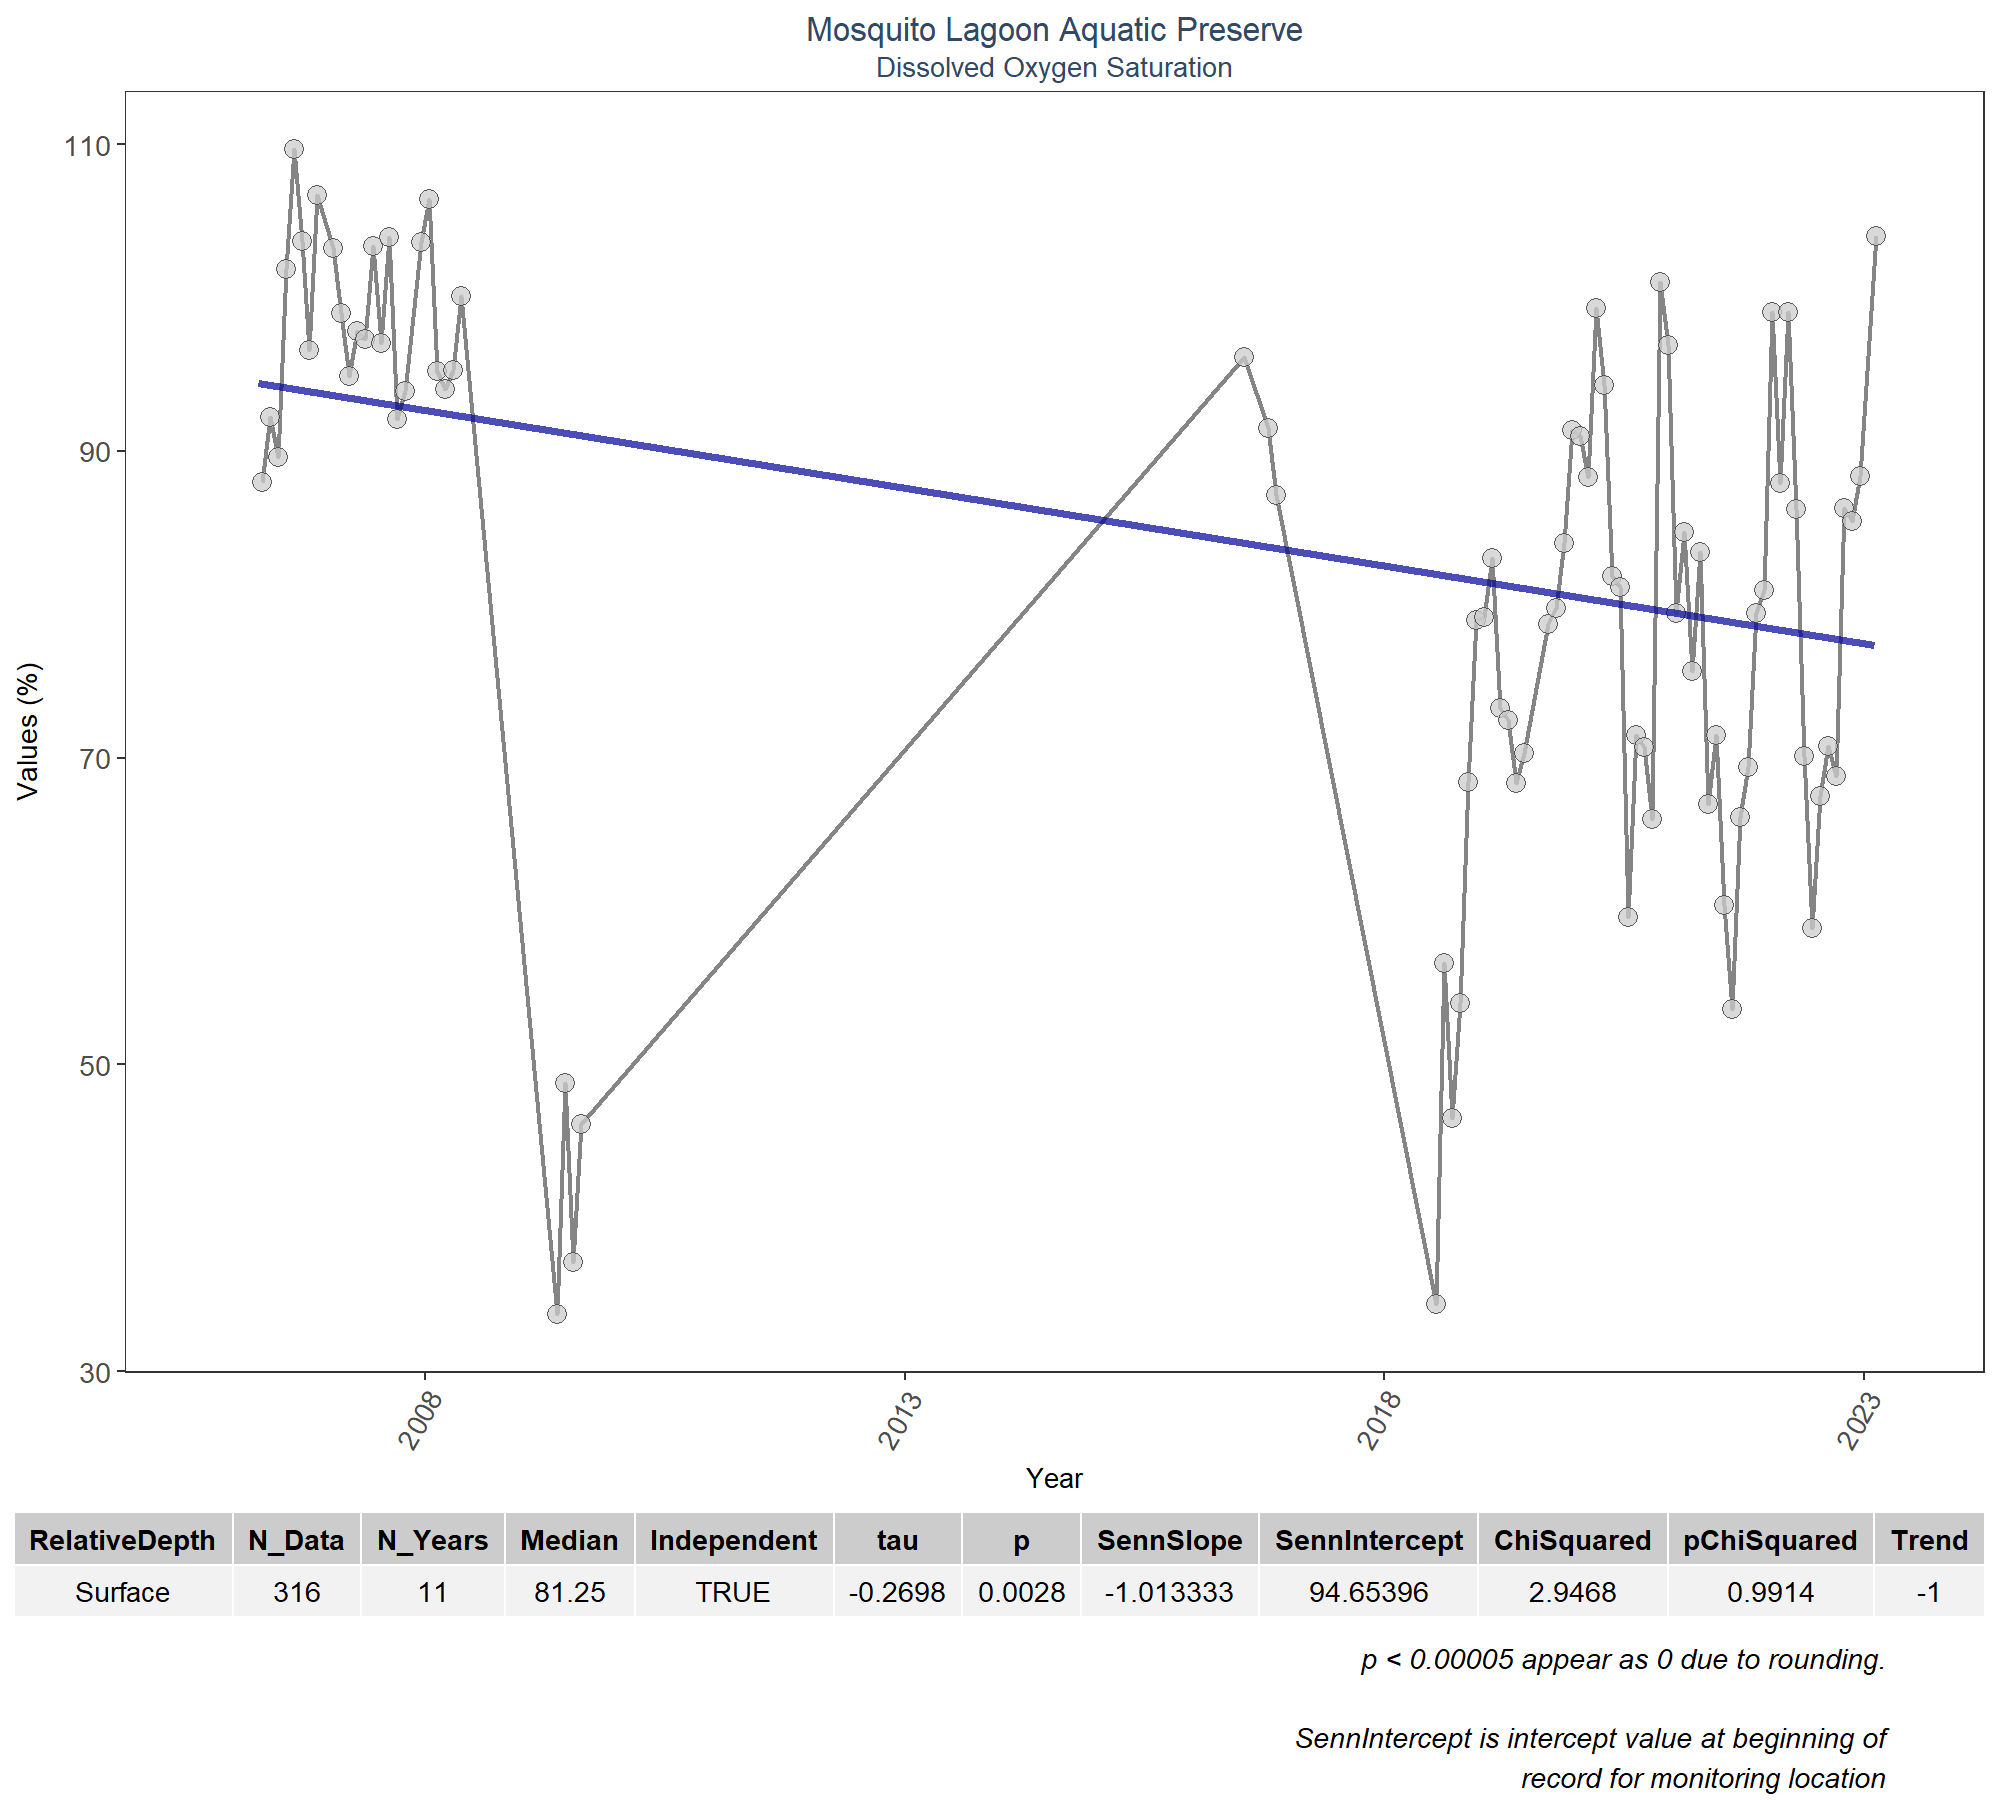 Mosquito Lagoon Aquatic Preserve
Dissolved Oxygen Saturation
110
90
70
50
30
Values (%)
2008 2013 2018 2023
Year
RelativeDepth N_Data N_Years Median Independent tau p SennSlope SennIntercept ChiSquared pChiSquared Trend
Surface 316 11 81.25 TRUE -0.2698 0.0028 -1.013333 94.65396 2.9468 0.9914 -1
p < 0.00005 appear as 0 due to rounding.
SennIntercept is intercept value at beginning of
record for monitoring location